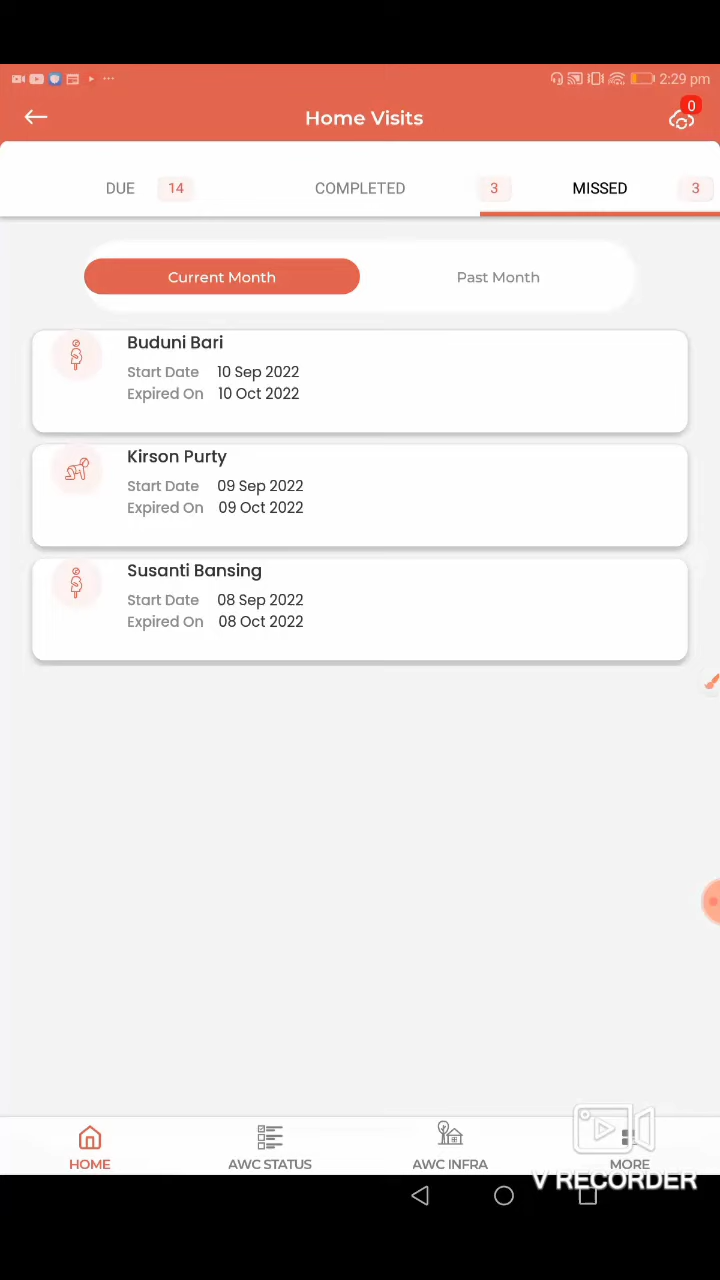 2:29 pm
Home Visits
0
DUE 14 COMPLETED 3 MISSED 3
Current Month Past Month
Buduni Bari
Start Date 10 Sep 2022
Expired On 10 Oct 2022
Kirson Purty
Start Date 09 Sep 2022
Expired On 09 Oct 2022
Susanti Bansing
Start Date 08 Sep 2022
Expired On 08 Oct 2022
HOME AWC STATUS AWC INFRA MORE
V RECORDER